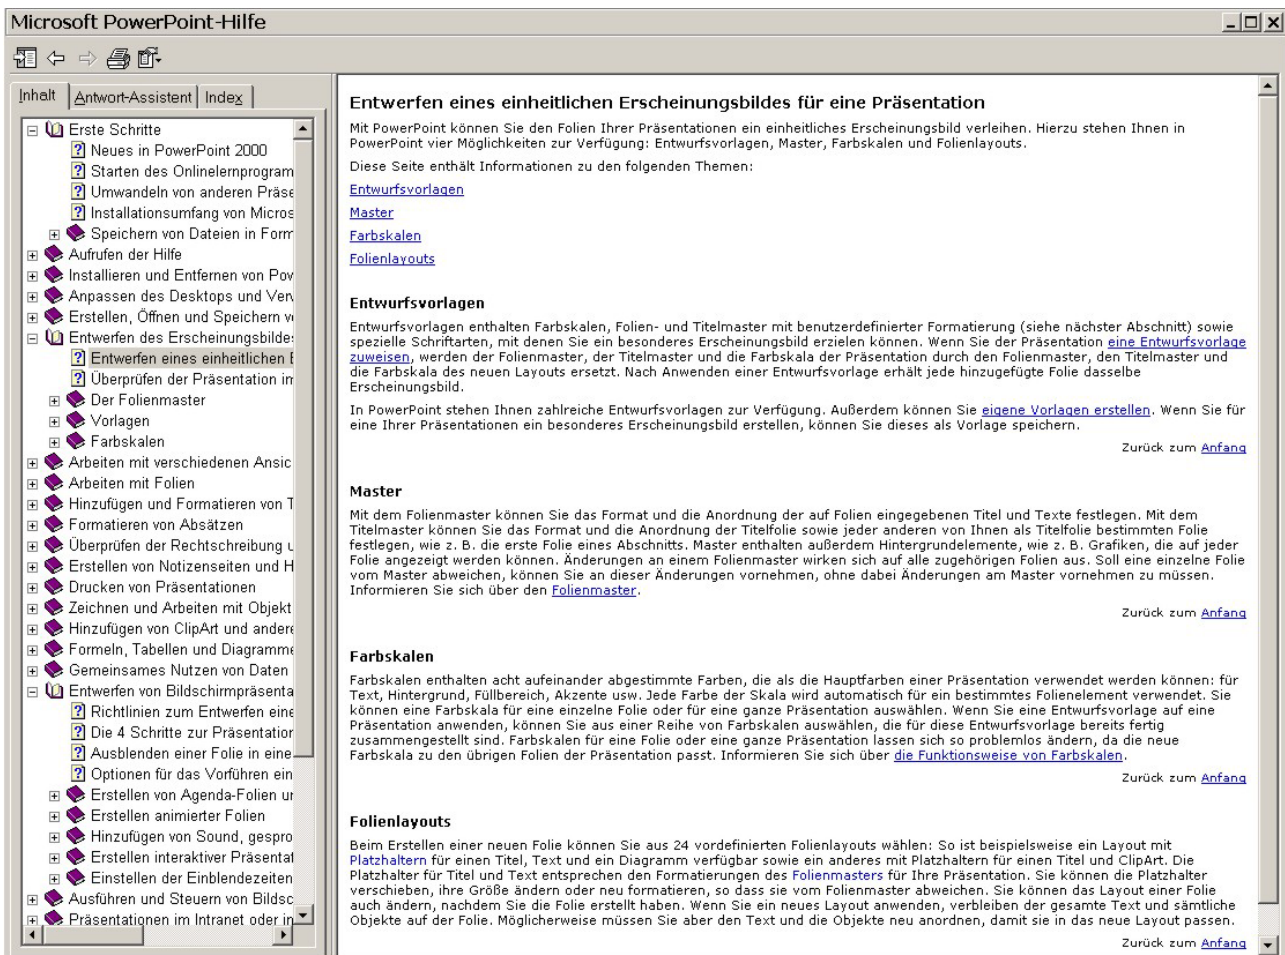 Microsoft PowerPoint-Hilfe
Inhalt
Antwort-Assistent
Index
Erste Schritte
Neues in PowerPoint 2000
Starten des Onlinelernprogram
Umwandeln von anderen Präse
Installationsumfang von Micros
Speichern von Dateien in Form
Aufrufen der Hilfe
Installieren und Entfernen von Pow
Anpassen des Desktops und Verw
Erstellen, Öffnen und Speichern v
Entwerfen des Erscheinungsbildes
Entwerfen eines einheitlichen E
Überprüfen der Präsentation im
Der Folienmaster
Vorlagen
Farbskalen
Arbeiten mit verschiedenen Ansic
Arbeiten mit Folien
Hinzufügen und Formatieren von T
Formatieren von Absätzen
Überprüfen der Rechtschreibung u
Erstellen von Notizenseiten und H
Drucken von Präsentationen
Zeichnen und Arbeiten mit Objekt
Hinzufügen von ClipArt und andere
Formeln, Tabellen und Diagramme
Gemeinsames Nutzen von Daten
Entwerfen von Bildschirmpräsenta
Richtlinien zum Entwerfen eine
Die 4 Schritte zur Präsentation
Ausblenden einer Folie in eine
Optionen für das Vorführen ein
Erstellen von Agenda-Folien un
Erstellen animierter Folien
Hinzufügen von Sound, gespro
Erstellen interaktiver Präsentat
Einstellen der Einblendezeiten
Ausführen und Steuern von Bildsc
Präsentationen im Intranet oder in
Entwerfen eines einheitlichen Erscheinungsbildes für eine Präsentation
Mit PowerPoint können Sie den Folien Ihrer Präsentationen ein einheitliches Erscheinungsbild verleihen. Hierzu stehen Ihnen in
PowerPoint vier Möglichkeiten zur Verfügung: Entwurfsvorlagen, Master, Farbskalen und Folienlayouts.
Diese Seite enthält Informationen zu den folgenden Themen:
Entwurfsvorlagen
Master
Farbskalen
Folienlayouts
Entwurfsvorlagen
Entwurfsvorlagen enthalten Farbskalen, Folien- und Titelmaster mit benutzerdefinierter Formatierung (siehe nächster Abschnitt) sowie
spezielle Schriftarten, mit denen Sie ein besonderes Erscheinungsbild erzielen können. Wenn Sie der Präsentation eine Entwurfsvorlage
zuweisen, werden der Folienmaster, der Titelmaster und die Farbskala der Präsentation durch den Folienmaster, den Titelmaster und
die Farbskala des neuen Layouts ersetzt. Nach Anwenden einer Entwurfsvorlage erhält jede hinzugefügte Folie dasselbe
Erscheinungsbild.
In PowerPoint stehen Ihnen zahlreiche Entwurfsvorlagen zur Verfügung. Außerdem können Sie eigene Vorlagen erstellen. Wenn Sie für
eine Ihrer Präsentationen ein besonderes Erscheinungsbild erstellen, können Sie dieses als Vorlage speichern.
Zurück zum Anfang
Master
Mit dem Folienmaster können Sie das Format und die Anordnung der auf Folien eingegebenen Titel und Texte festlegen. Mit dem
Titelmaster können Sie das Format und die Anordnung der Titelfolie sowie jeder anderen von Ihnen als Titelfolie bestimmten Folie
festlegen, wie z. B. die erste Folie eines Abschnitts. Master enthalten außerdem Hintergrundelemente, wie z. B. Grafiken, die auf jeder
Folie angezeigt werden können. Änderungen an einem Folienmaster wirken sich auf alle zugehörigen Folien aus. Soll eine einzelne Folie
vom Master abweichen, können Sie an dieser Änderungen vornehmen, ohne dabei Änderungen am Master vornehmen zu müssen.
Informieren Sie sich über den Folienmaster.
Zurück zum Anfang
Farbskalen
Farbskalen enthalten acht aufeinander abgestimmte Farben, die als die Hauptfarben einer Präsentation verwendet werden können: für
Text, Hintergrund, Füllbereich, Akzente usw. Jede Farbe der Skala wird automatisch für ein bestimmtes Folienelement verwendet. Sie
können eine Farbskala für eine einzelne Folie oder für eine ganze Präsentation auswählen. Wenn Sie eine Entwurfsvorlage auf eine
Präsentation anwenden, können Sie aus einer Reihe von Farbskalen auswählen, die für diese Entwurfsvorlage bereits fertig
zusammengestellt sind. Farbskalen für eine Folie oder eine ganze Präsentation lassen sich so problemlos ändern, da die neue
Farbskala zu den übrigen Folien der Präsentation passt. Informieren Sie sich über die Funktionsweise von Farbskalen.
Zurück zum Anfang
Folienlayouts
Beim Erstellen einer neuen Folie können Sie aus 24 vordefinierten Folienlayouts wählen: So ist beispielsweise ein Layout mit
Platzhaltern für einen Titel, Text und ein Diagramm verfügbar sowie ein anderes mit Platzhaltern für einen Titel und ClipArt. Die
Platzhalter für Titel und Text entsprechen den Formatierungen des Folienmasters für Ihre Präsentation. Sie können die Platzhalter
verschieben, ihre Größe ändern oder neu formatieren, so dass sie vom Folienmaster abweichen. Sie können das Layout einer Folie
auch ändern, nachdem Sie die Folie erstellt haben. Wenn Sie ein neues Layout anwenden, verbleiben der gesamte Text und sämtliche
Objekte auf der Folie. Möglicherweise müssen Sie aber den Text und die Objekte neu anordnen, damit sie in das neue Layout passen.
Zurück zum Anfang